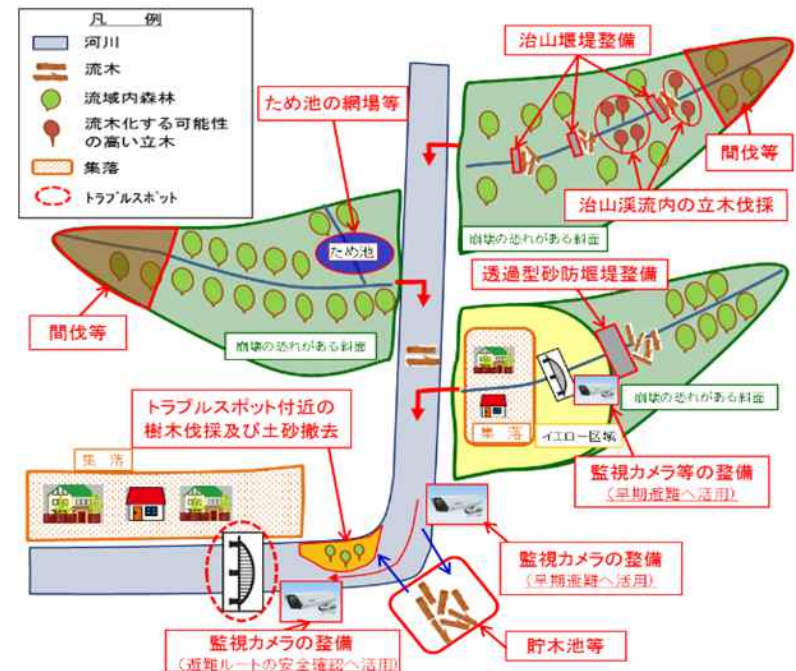 凡 例
河川
流木
流域内森林
流木化する可能性
の高い立木
集落
トラブルスポット
治山堰堤整備
ため池の網場等
間伐等
治山渓流内の立木伐採
崩壊の恐れがある斜面
ため池
透過型砂防堰堤整備
間伐等
崩壊の恐れがある斜面
トラブルスポット付近の
樹木伐採及び土砂撤去
崩壊の恐れがある斜面
集 落
イエロー区域
集 落
監視カメラ等の整備
(早期避難へ活用)
監視カメラの整備
(早期避難へ活用)
監視カメラの整備
(避難ルートの安全確認へ活用)
貯木池等